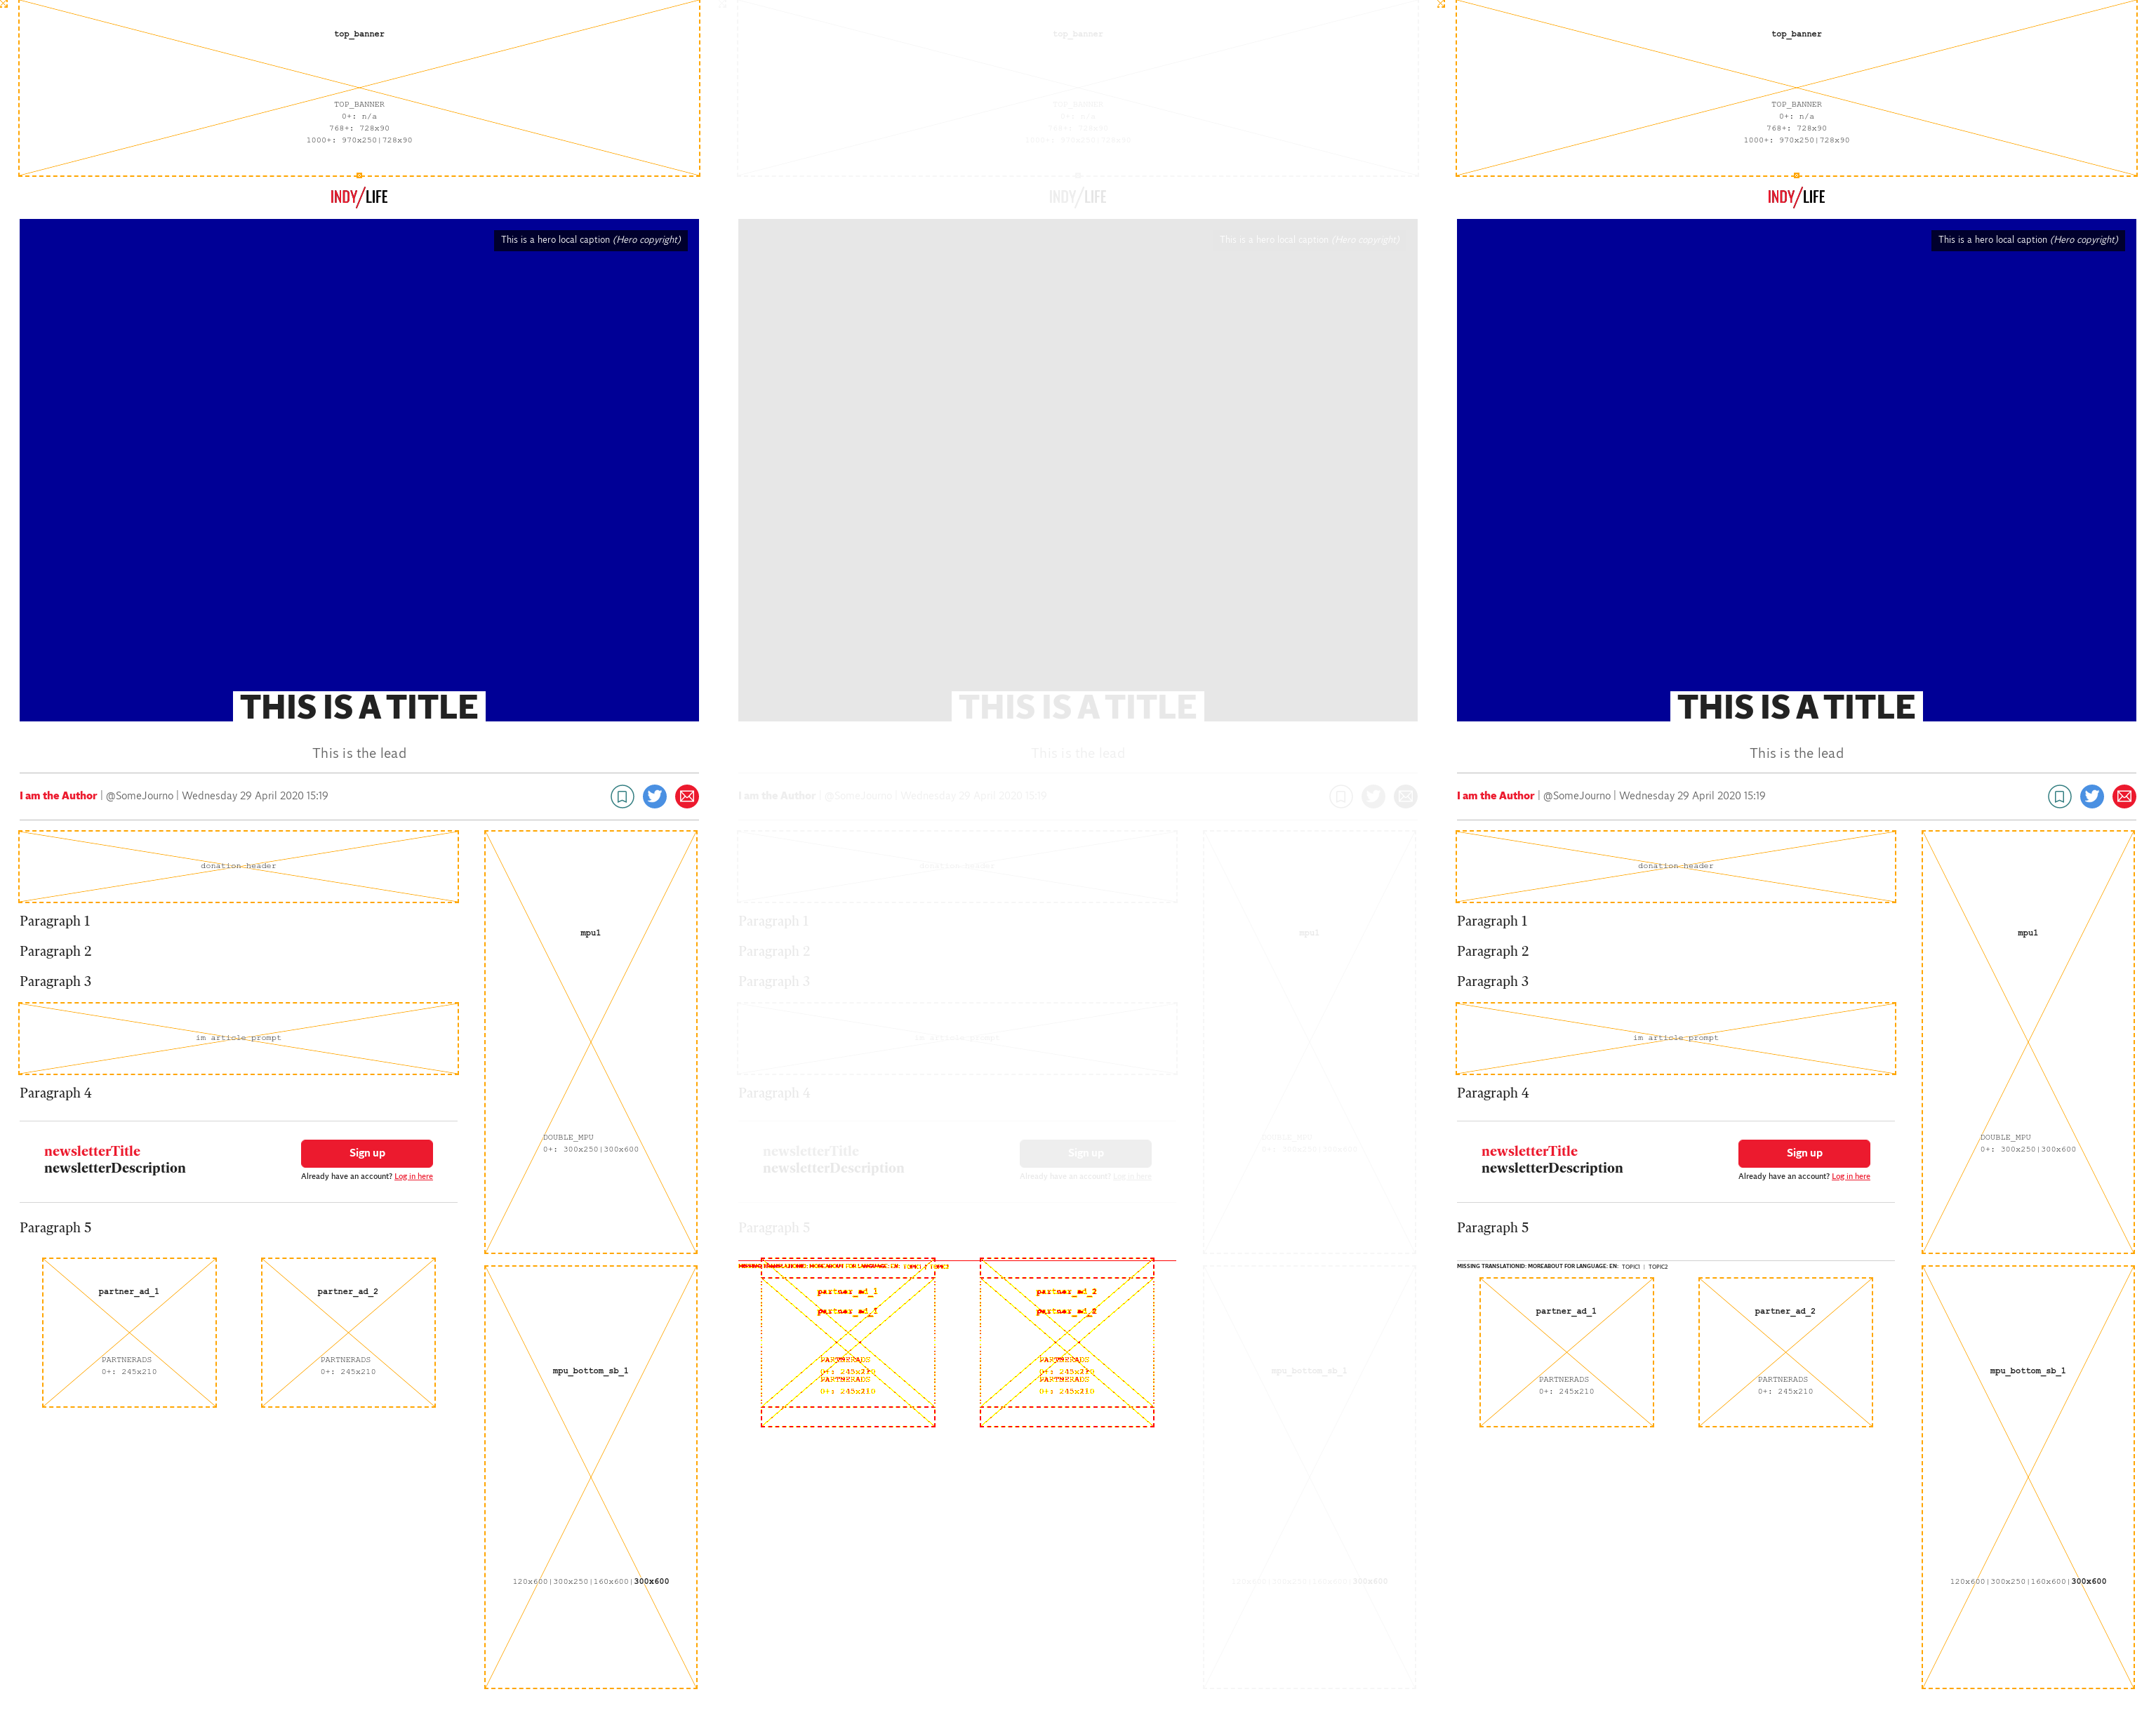 top_banner
TOP_BANNER
0+: n/a
768+: 728x90
1000+: 970x250|728x90
INDY/LIFE
This is a hero local caption (Hero copyright)
THIS IS A TITLE
This is the lead
I am the Author | @SomeJourno | Wednesday 29 April 2020 15:19
donation header
Paragraph 1
Paragraph 2
Paragraph 3
im article prompt
Paragraph 4
newsletterTitle
newsletterDescription
Sign up
Already have an account? Log in here
Paragraph 5
partner_ad_1
PARTNERADS
0+: 245x210
partner_ad_2
PARTNERADS
0+: 245x210
mpu1
DOUBLE_MPU
0+: 300x250|300x600
mpu_bottom_sb_1
120x600|300x250|160x600|300x600
top_banner
TOP_BANNER
0+: n/a
768+: 728x90
1000+: 970x250|728x90
INDY/LIFE
This is a hero local caption (Hero copyright)
THIS IS A TITLE
This is the lead
I am the Author | @SomeJourno | Wednesday 29 April 2020 15:19
donation header
Paragraph 1
Paragraph 2
Paragraph 3
im article prompt
Paragraph 4
newsletterTitle
newsletterDescription
Sign up
Already have an account? Log in here
Paragraph 5
MISSING TRANSLATIONID: MOREABOUT FOR LANGUAGE: EN: TOPIC1 | TOPIC2
partner_ad_1
partner_ad_1
PARTNERADS
0+: 245x210
PARTNERADS
0+: 245x210
partner_ad_2
partner_ad_2
PARTNERADS
0+: 245x210
PARTNERADS
0+: 245x210
mpu1
DOUBLE_MPU
0+: 300x250|300x600
mpu_bottom_sb_1
120x600|300x250|160x600|300x600
top_banner
TOP_BANNER
0+: n/a
768+: 728x90
1000+: 970x250|728x90
INDY/LIFE
This is a hero local caption (Hero copyright)
THIS IS A TITLE
This is the lead
I am the Author | @SomeJourno | Wednesday 29 April 2020 15:19
donation header
Paragraph 1
Paragraph 2
Paragraph 3
im article prompt
Paragraph 4
newsletterTitle
newsletterDescription
Sign up
Already have an account? Log in here
Paragraph 5
MISSING TRANSLATIONID: MOREABOUT FOR LANGUAGE: EN: TOPIC1 | TOPIC2
partner_ad_1
PARTNERADS
0+: 245x210
partner_ad_2
PARTNERADS
0+: 245x210
mpu1
DOUBLE_MPU
0+: 300x250|300x600
mpu_bottom_sb_1
120x600|300x250|160x600|300x600